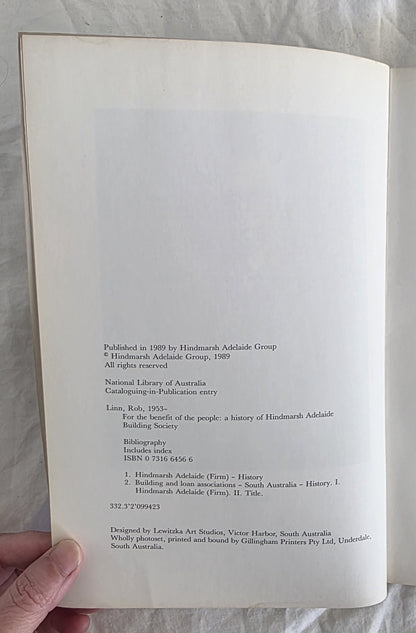 Published in 1989 by Hindmarsh Adelaide Group
© Hindmarsh Adelaide Group, 1989
All rights reserved
National Library of Australia
Cataloguing-in-Publication entry
Linn, Rob, 1953–
For the benefit of the people: a history of Hindmarsh Adelaide
Building Society
Bibliography
Includes index
ISBN 0 7316 6456 6
1. Hindmarsh Adelaide (Firm) – History
2. Building and loan associations – South Australia – History. I.
Hindmarsh Adelaide (Firm). II. Title.
332.3'2'099423
Designed by Lewitzka Art Studios, Victor Harbor, South Australia
Wholly photoset, printed and bound by Gillingham Printers Pty Ltd, Underdale,
South Australia.